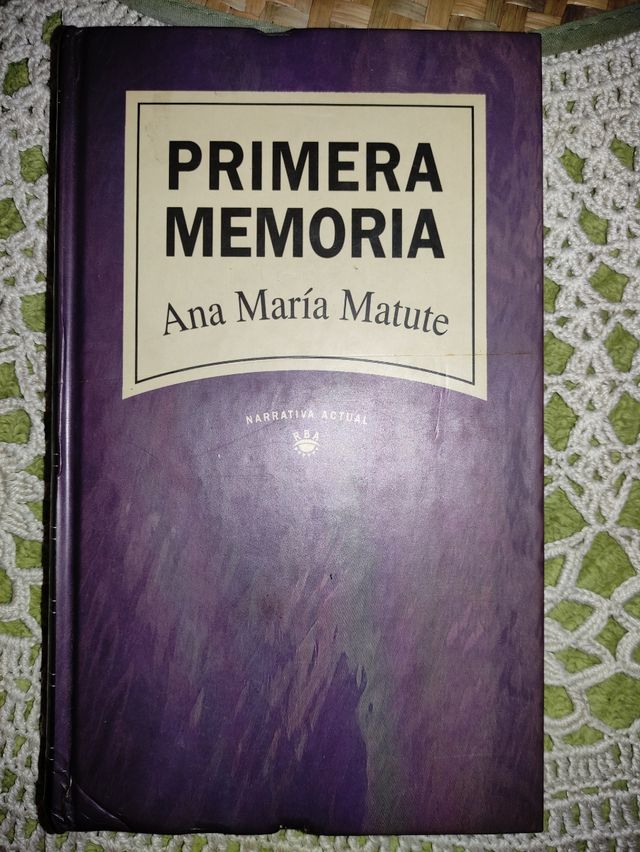 PRIMERA
MEMORIA
Ana María Matute
NARRATIVA ACTUAL
RBA